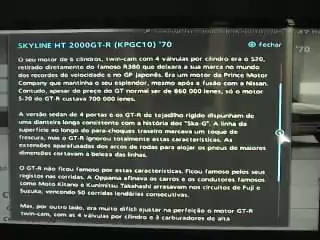 SKYLINE HT 2000GT-R (KPGC10) '70
fechar
O seu motor de 6 cilindros, twin-cam com 4 válvulas por cilindro era o S20,
retirado diretamente do famoso R380 que deixara a sua marca no mundo
dos recordes de velocidade e no GP japonês. Era um motor da Prince Motor
Company que mantinha o seu esplendor, mesmo após a fusão com a Nissan.
Contudo, apesar do preço do GT normal ser de 860 000 ienes, só o motor
S-20 do GT-R custava 700 000 ienes.
A versão sedan de 4 portas e o GT-R de tejadilho rígido dispunham de
uma dianteira longa consistente com a história dos "Ska-G". A linha da
superfície ao longo do para-choques traseiro marcava um toque de
frescura, mas o GT-R ignorou totalmente estas características. As
extensões aparafusadas dos arcos de rodas para alojar os pneus de maiores
dimensões cortavam a beleza das linhas.
O GT-R não ficou famoso por estas características. Ficou famoso pelos seus
registos nas corridas. A Oppama afinava os carros e os condutores famosos
como Moto Kitano e Kunimitsu Takahashi arrasavam nos circuitos de Fuji e
Suzuka, vencendo 50 corridas lendárias consecutivas.
Mas, por outro lado, era muito difícil ajustar na perfeição o motor GT-R
twin-cam, com as 4 válvulas por cilindro e 3 carburadores de alta